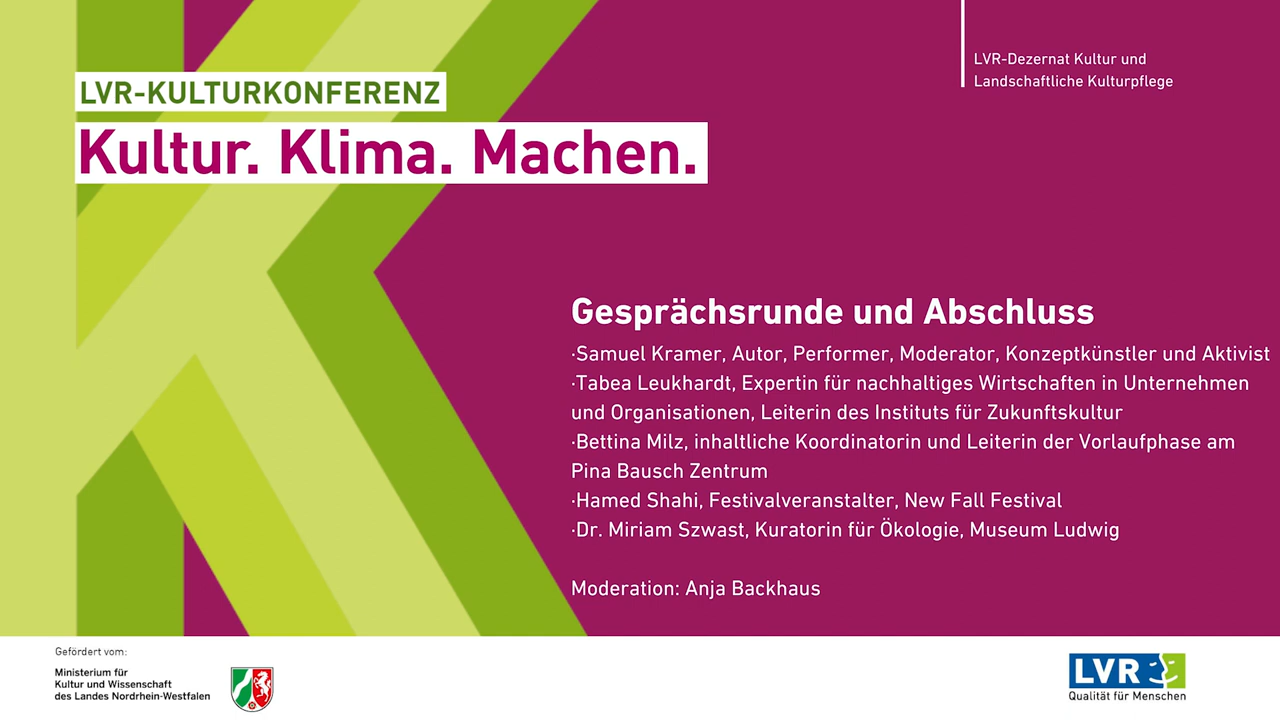 LVR-Dezernat Kultur und
Landschaftliche Kulturpflege
LVR-KULTURKONFERENZ
Kultur. Klima. Machen.
Gesprächsrunde und Abschluss
·Samuel Kramer, Autor, Performer, Moderator, Konzeptkünstler und Aktivist
·Tabea Leukhardt, Expertin für nachhaltiges Wirtschaften in Unternehmen
und Organisationen, Leiterin des Instituts für Zukunftskultur
·Bettina Milz, inhaltliche Koordinatorin und Leiterin der Vorlaufphase am
Pina Bausch Zentrum
·Hamed Shahi, Festivalveranstalter, New Fall Festival
·Dr. Miriam Szwast, Kuratorin für Ökologie, Museum Ludwig
Moderation: Anja Backhaus
Gefördert vom:
Ministerium für
Kultur und Wissenschaft
des Landes Nordrhein-Westfalen
LVR
Qualität für Menschen